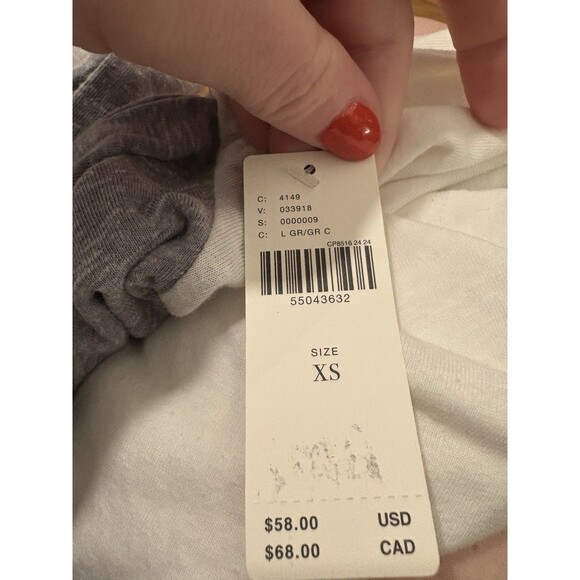 C: 4149
V: 033918
S: 0000009
C: L GR/GR C
CP8516 24 24
55043632
SIZE
XS
$58.00 USD
$68.00 CAD